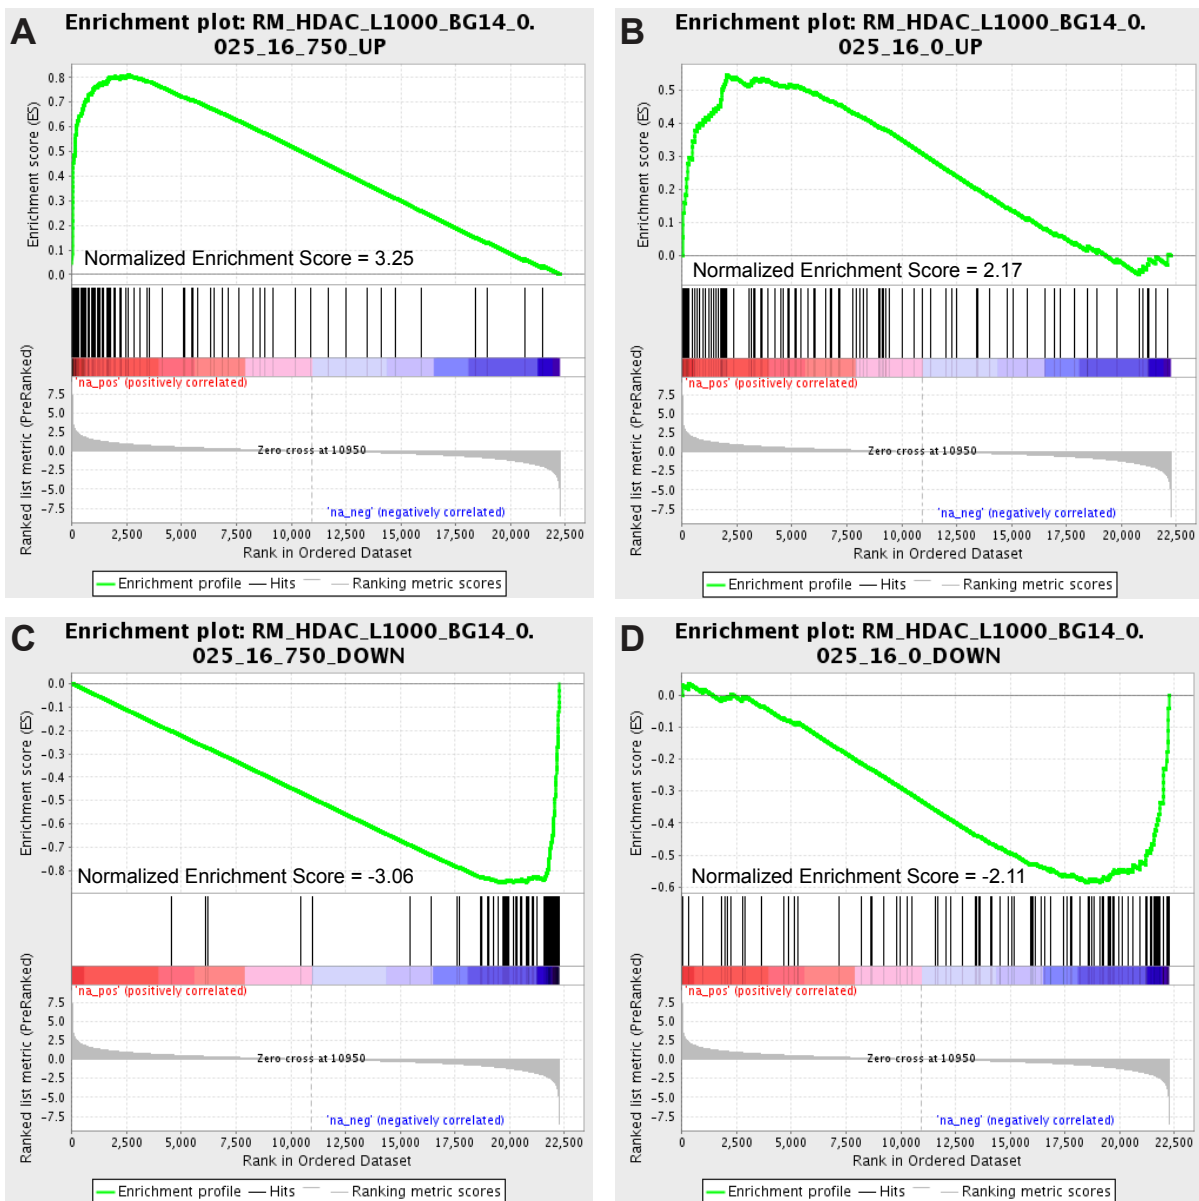 A
Enrichment plot: RM_HDAC_L1000_BG14_0.
025_16_750_UP
Enrichment score (ES)
0.8
0.7
0.6
0.5
0.4
0.3
0.2
0.1
0.0
Normalized Enrichment Score = 3.25
'na_pos' (positively correlated)
Ranked list metric (PreRanked)
7.5
5.0
2.5
0.0
-2.5
-5.0
-7.5
Zero cross at 10950
'na_neg' (negatively correlated)
0 2,500 5,000 7,500 10,000 12,500 15,000 17,500 20,000 22,500
Rank in Ordered Dataset
Enrichment profile Hits Ranking metric scores
B
Enrichment plot: RM_HDAC_L1000_BG14_0.
025_16_0_UP
Enrichment score (ES)
0.5
0.4
0.3
0.2
0.1
0.0
Normalized Enrichment Score = 2.17
'na_pos' (positively correlated)
Ranked list metric (PreRanked)
7.5
5.0
2.5
0.0
-2.5
-5.0
-7.5
Zero cross at 10950
'na_neg' (negatively correlated)
0 2,500 5,000 7,500 10,000 12,500 15,000 17,500 20,000 22,500
Rank in Ordered Dataset
Enrichment profile Hits Ranking metric scores
C
Enrichment plot: RM_HDAC_L1000_BG14_0.
025_16_750_DOWN
Enrichment score (ES)
0.0
-0.1
-0.2
-0.3
-0.4
-0.5
-0.6
-0.7
-0.8
Normalized Enrichment Score = -3.06
'na_pos' (positively correlated)
Ranked list metric (PreRanked)
7.5
5.0
2.5
0.0
-2.5
-5.0
-7.5
Zero cross at 10950
'na_neg' (negatively correlated)
0 2,500 5,000 7,500 10,000 12,500 15,000 17,500 20,000 22,500
Rank in Ordered Dataset
Enrichment profile Hits Ranking metric scores
D
Enrichment plot: RM_HDAC_L1000_BG14_0.
025_16_0_DOWN
Enrichment score (ES)
0.0
-0.1
-0.2
-0.3
-0.4
-0.5
-0.6
Normalized Enrichment Score = -2.11
'na_pos' (positively correlated)
Ranked list metric (PreRanked)
7.5
5.0
2.5
0.0
-2.5
-5.0
-7.5
Zero cross at 10950
'na_neg' (negatively correlated)
0 2,500 5,000 7,500 10,000 12,500 15,000 17,500 20,000 22,500
Rank in Ordered Dataset
Enrichment profile Hits Ranking metric scores